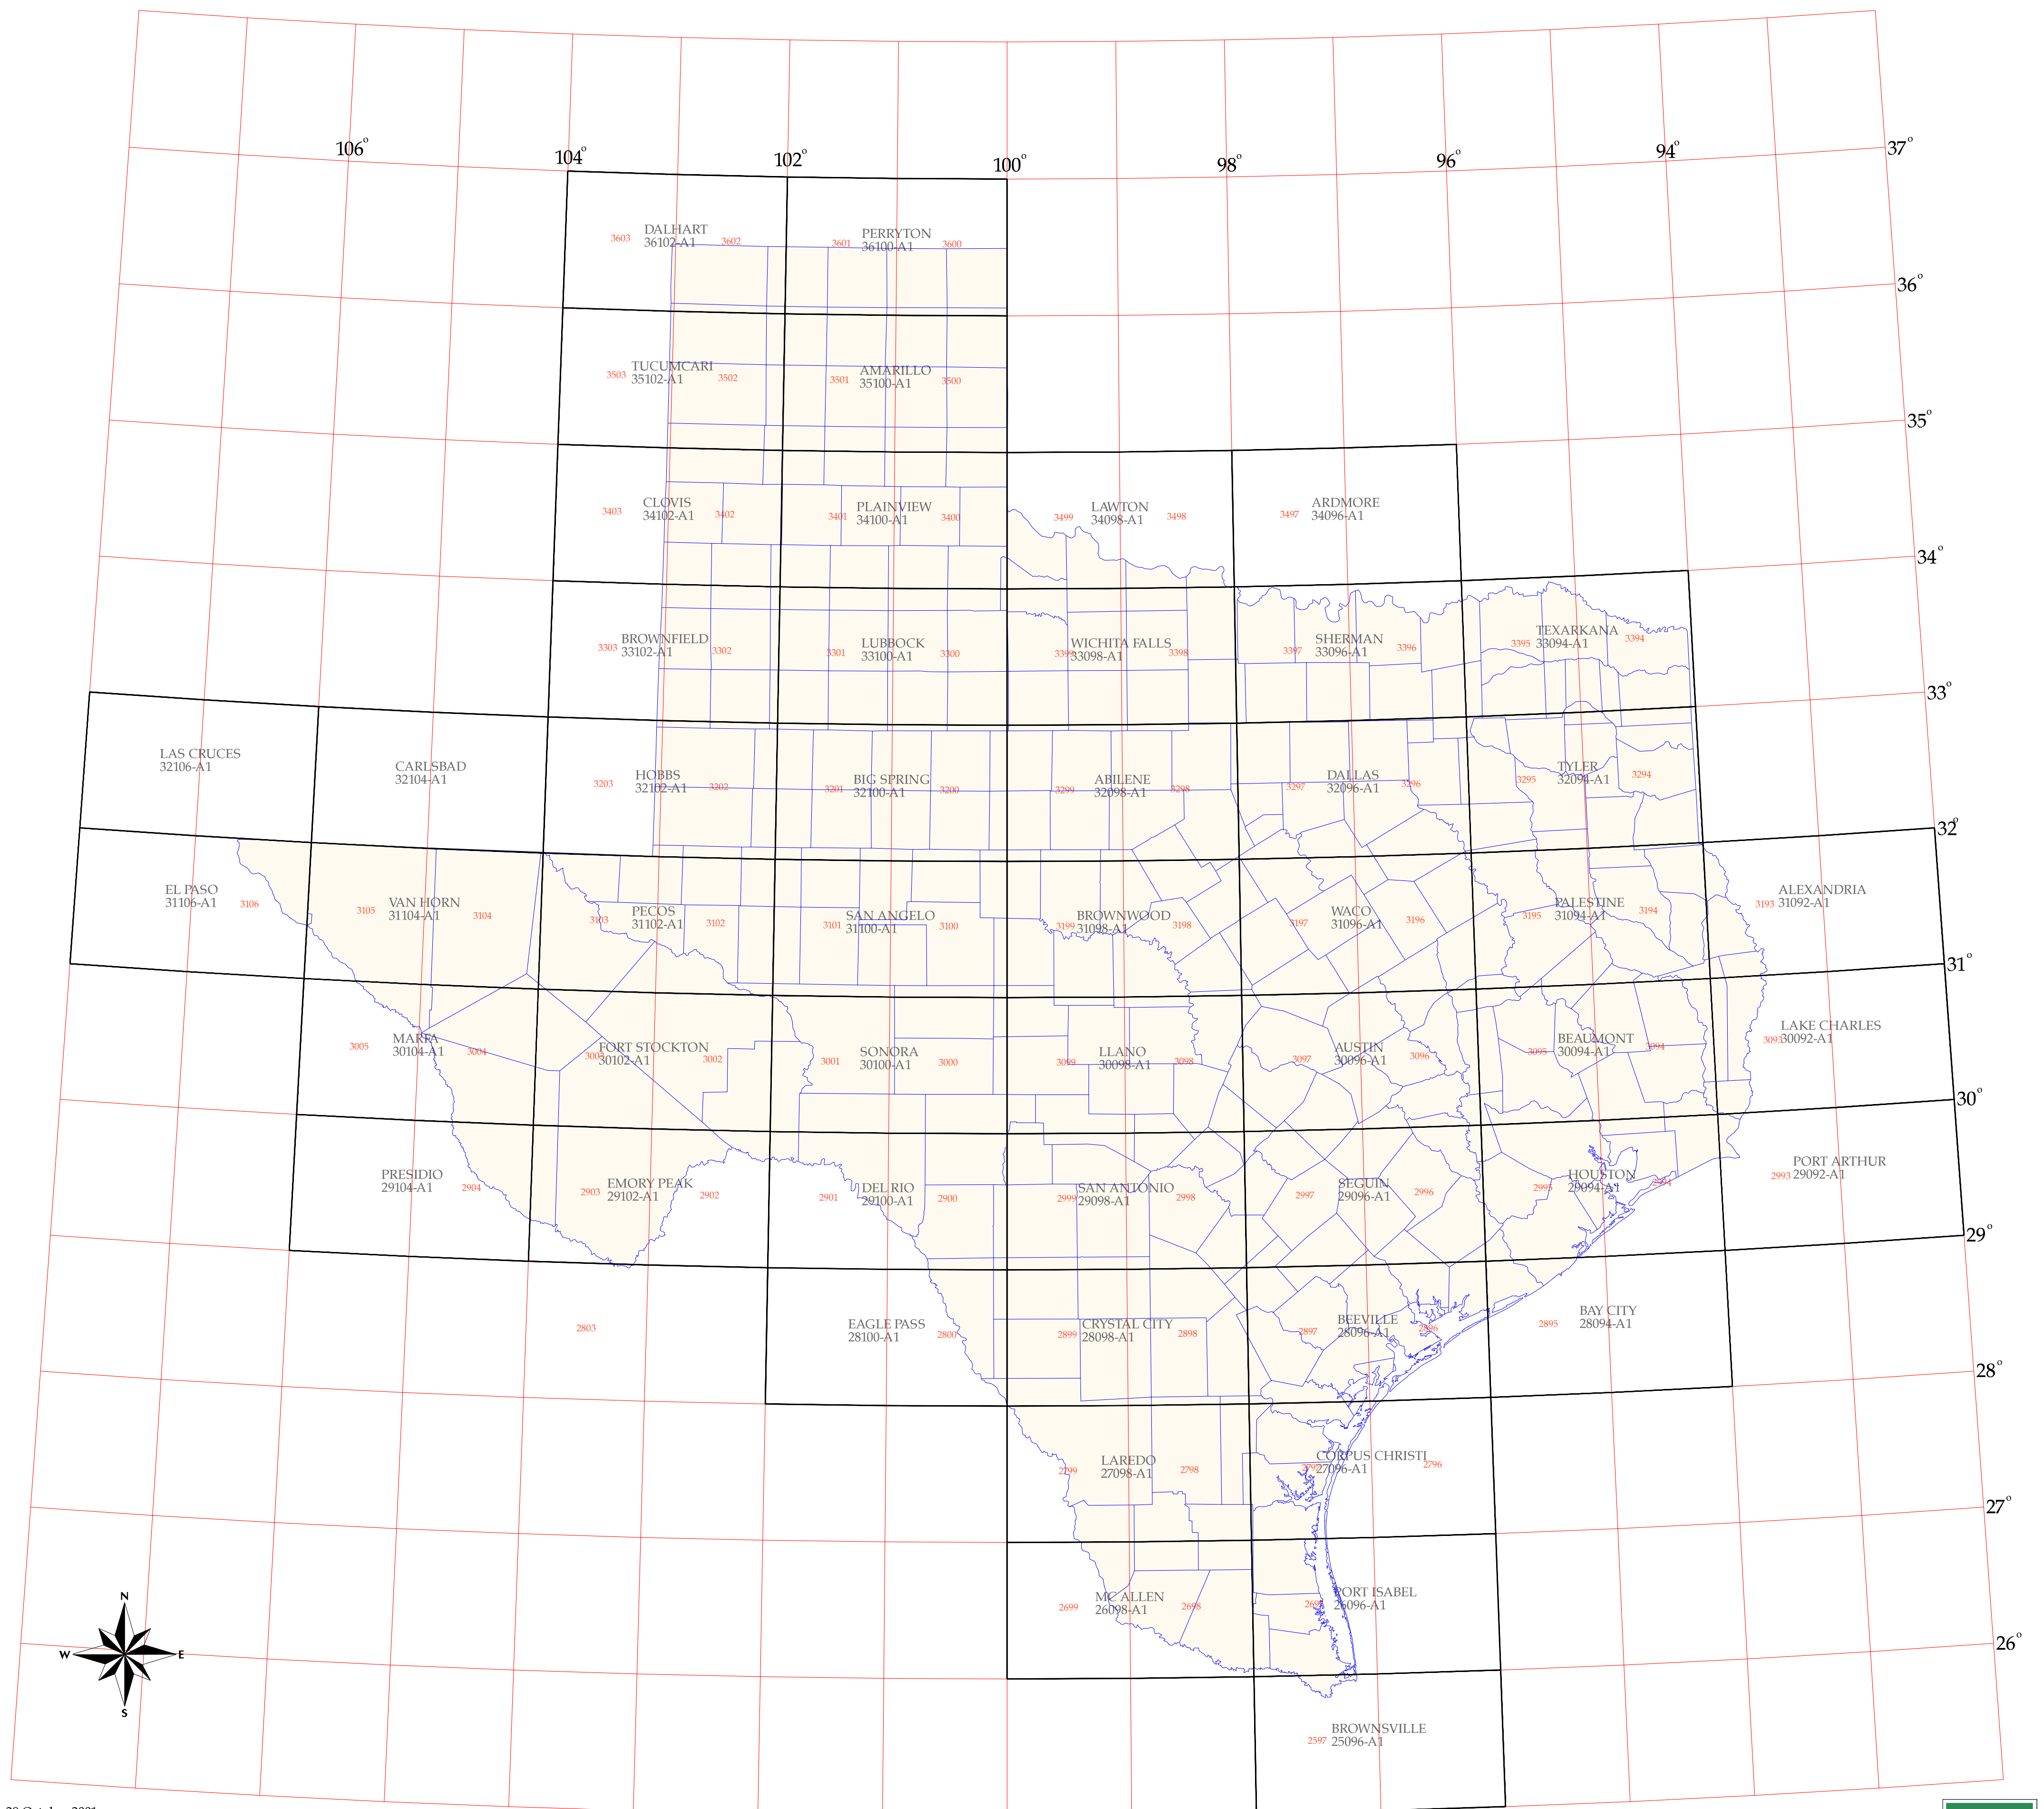 106°
104°
102°
100°
98°
96°
94°
37°
3603
DALHART
36102-A1
3602
3601
PERRYTON
36100-A1
3600
36°
3503
TUCUMCARI
35102-A1
3502
3501
AMARILLO
35100-A1
3500
35°
3403
CLOVIS
34102-A1
3402
3401
PLAINVIEW
34100-A1
3400
3499
LAWTON
34098-A1
3498
3497
ARDMORE
34096-A1
34°
3303
BROWNFIELD
33102-A1
3302
3301
LUBBOCK
33100-A1
3300
3399
WICHITA FALLS
33098-A1
3398
3397
SHERMAN
33096-A1
3396
3395
TEXARKANA
33094-A1
3394
33°
LAS CRUCES
32106-A1
CARLSBAD
32104-A1
3203
HOBBS
32102-A1
3202
3201
BIG SPRING
32100-A1
3200
3299
ABILENE
32098-A1
3298
3297
DALLAS
32096-A1
3296
3295
TYLER
32094-A1
3294
32°
EL PASO
31106-A1
3106
3105
VAN HORN
31104-A1
3104
3103
PECOS
31102-A1
3102
3101
SAN ANGELO
31100-A1
3100
3199
BROWNWOOD
31098-A1
3198
3197
WACO
31096-A1
3196
3195
PALESTINE
31094-A1
3194
3193
ALEXANDRIA
31092-A1
31°
3005
MARFA
30104-A1
3004
3003
FORT STOCKTON
30102-A1
3002
3001
SONORA
30100-A1
3000
3099
LLANO
30098-A1
3098
3097
AUSTIN
30096-A1
3096
3095
BEAUMONT
30094-A1
3094
3093
LAKE CHARLES
30092-A1
30°
PRESIDIO
29104-A1
2904
2903
EMORY PEAK
29102-A1
2902
2901
DEL RIO
29100-A1
2900
2999
SAN ANTONIO
29098-A1
2998
2997
SEGUIN
29096-A1
2996
2995
HOUSTON
29094-A1
2994
2993
PORT ARTHUR
29092-A1
29°
2803
EAGLE PASS
28100-A1
2800
2899
CRYSTAL CITY
28098-A1
2898
2897
BEEVILLE
28096-A1
2896
2895
BAY CITY
28094-A1
28°
2799
LAREDO
27098-A1
2798
2797
CORPUS CHRISTI
27096-A1
2796
27°
2699
MC ALLEN
26098-A1
2698
2697
PORT ISABEL
26096-A1
26°
N
W
E
S
2597
BROWNSVILLE
25096-A1